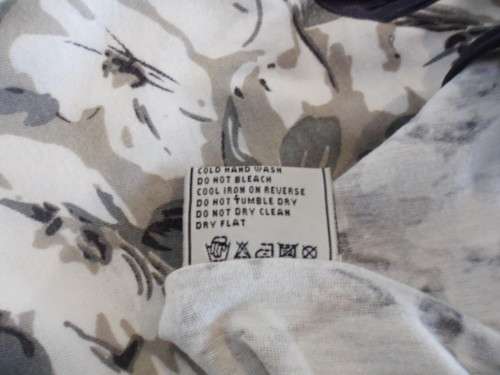 COLD HAND WASH
DO NOT BLEACH
COOL IRON ON REVERSE
DO NOT TUMBLE DRY
DO NOT DRY CLEAN
DRY FLAT